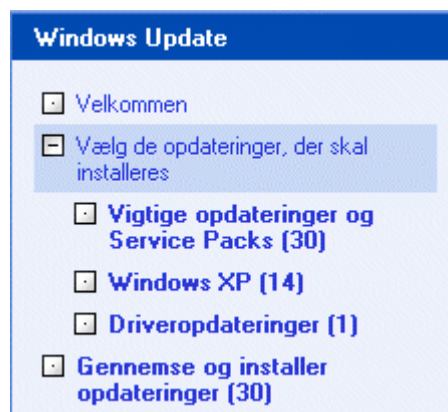 Windows Update
Velkommen
Vælg de opdateringer, der skal
installeres
Vigtige opdateringer og
Service Packs (30)
Windows XP (14)
Driveropdateringer (1)
Gennemse og installer
opdateringer (30)